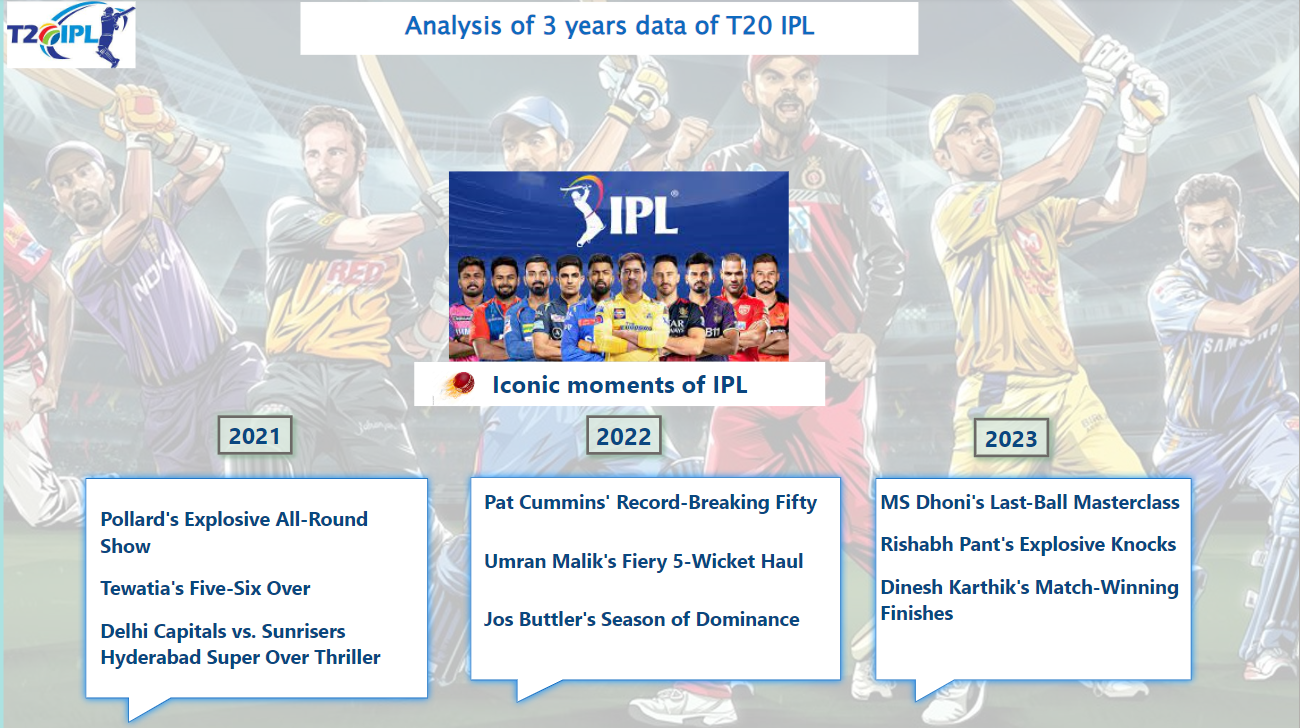 T20 IPL
Analysis of 3 years data of T20 IPL
IPL
Iconic moments of IPL
2021
2022
2023
Pollard's Explosive All-Round
Show
Tewatia's Five-Six Over
Delhi Capitals vs. Sunrisers
Hyderabad Super Over Thriller
Pat Cummins' Record-Breaking Fifty
Umran Malik's Fiery 5-Wicket Haul
Jos Buttler's Season of Dominance
MS Dhoni's Last-Ball Masterclass
Rishabh Pant's Explosive Knocks
Dinesh Karthik's Match-Winning
Finishes
NOKIA
RED
SAMSUNG